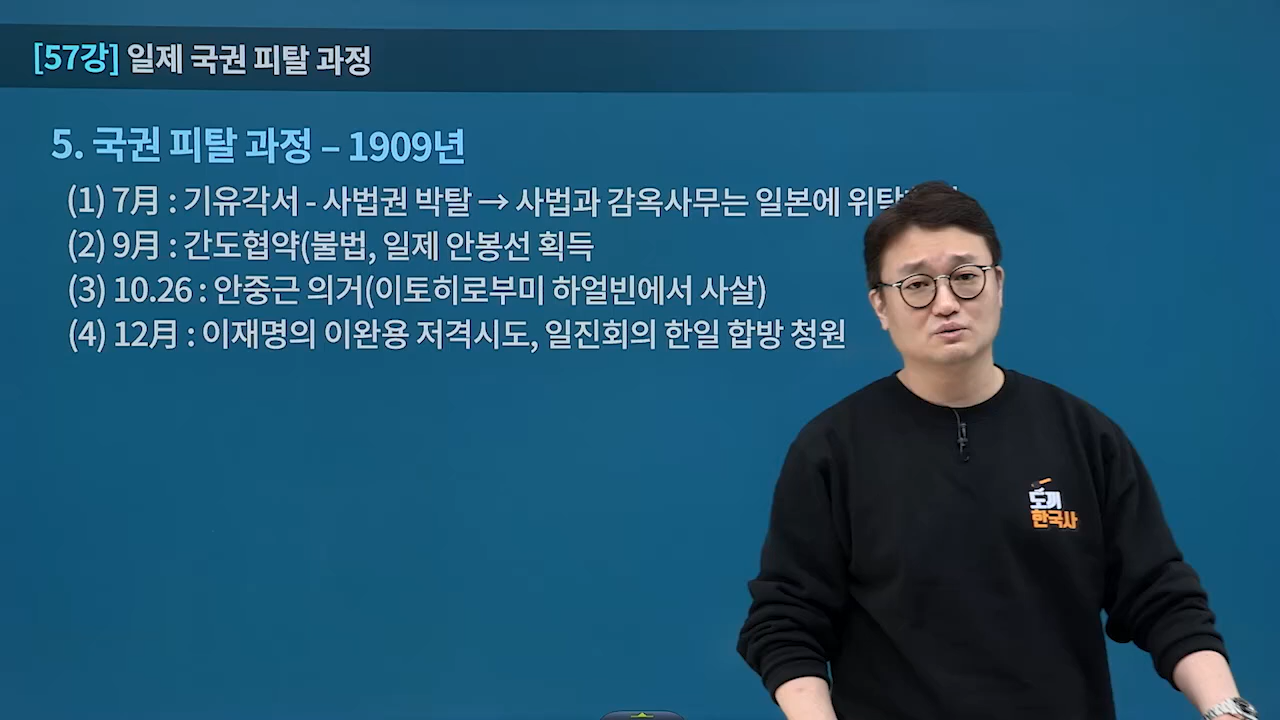 [57강] 일제 국권 피탈 과정
5. 국권 피탈 과정 – 1909년
(1) 7月 : 기유각서 - 사법권 박탈 → 사법과 감옥사무는 일본에
(2) 9月 : 간도협약(불법, 일제 안봉선 획득
(3) 10.26 : 안중근 의거(이토히로부미 하얼빈에서 사살)
(4) 12月 : 이재명의 이완용 저격시도, 일진회의 한일 합방 청원
도끼
한국사